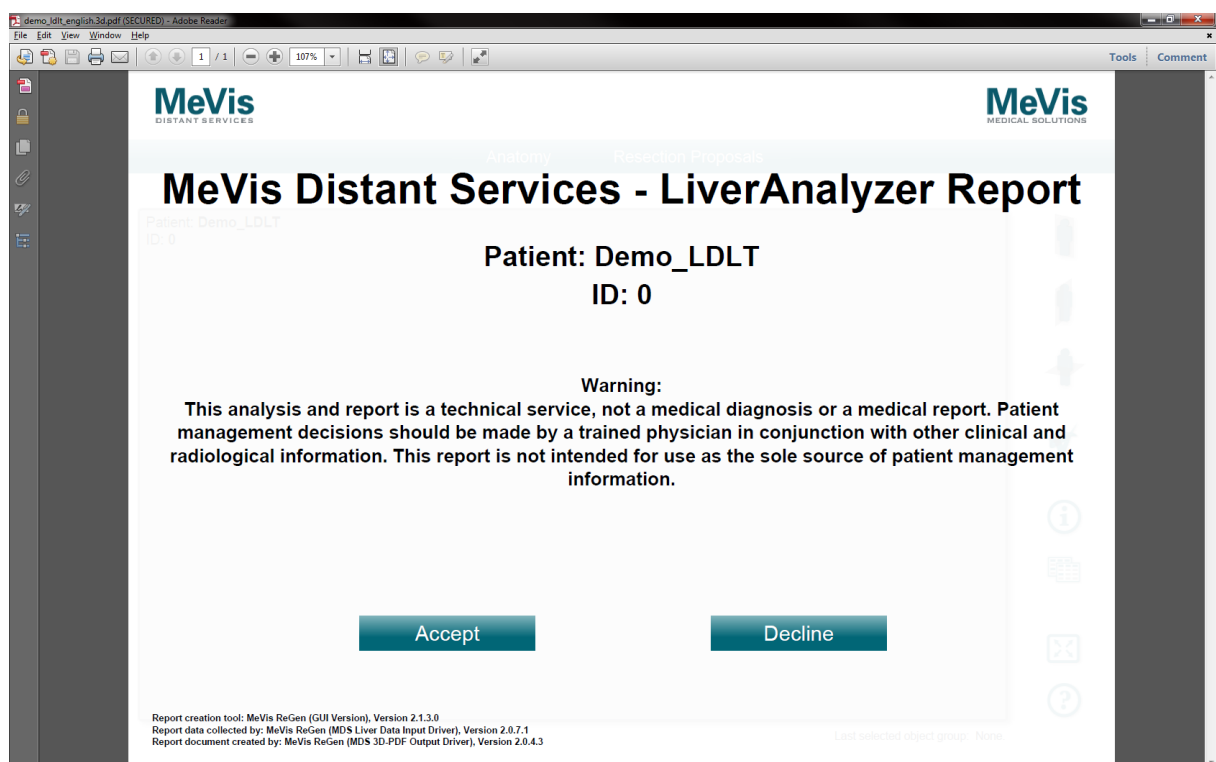 demo_ldlt_english.3d.pdf (SECURED) - Adobe Reader
File Edit View Window Help
1 / 1 107% Tools Comment
MeVis MeVis
DISTANT SERVICES MEDICAL SOLUTIONS
Anatomy Resection Proposals
MeVis Distant Services - LiverAnalyzer Report
Patient: Demo_LDLT
ID: 0
Patient: Demo_LDLT
ID: 0
Warning:
This analysis and report is a technical service, not a medical diagnosis or a medical report. Patient
management decisions should be made by a trained physician in conjunction with other clinical and
radiological information. This report is not intended for use as the sole source of patient management
information.
Accept Decline
Report creation tool: MeVis ReGen (GUI Version), Version 2.1.3.0
Report data collected by: MeVis ReGen (MDS Liver Data Input Driver), Version 2.0.7.1
Report document created by: MeVis ReGen (MDS 3D-PDF Output Driver), Version 2.0.4.3
Last selected object group: None